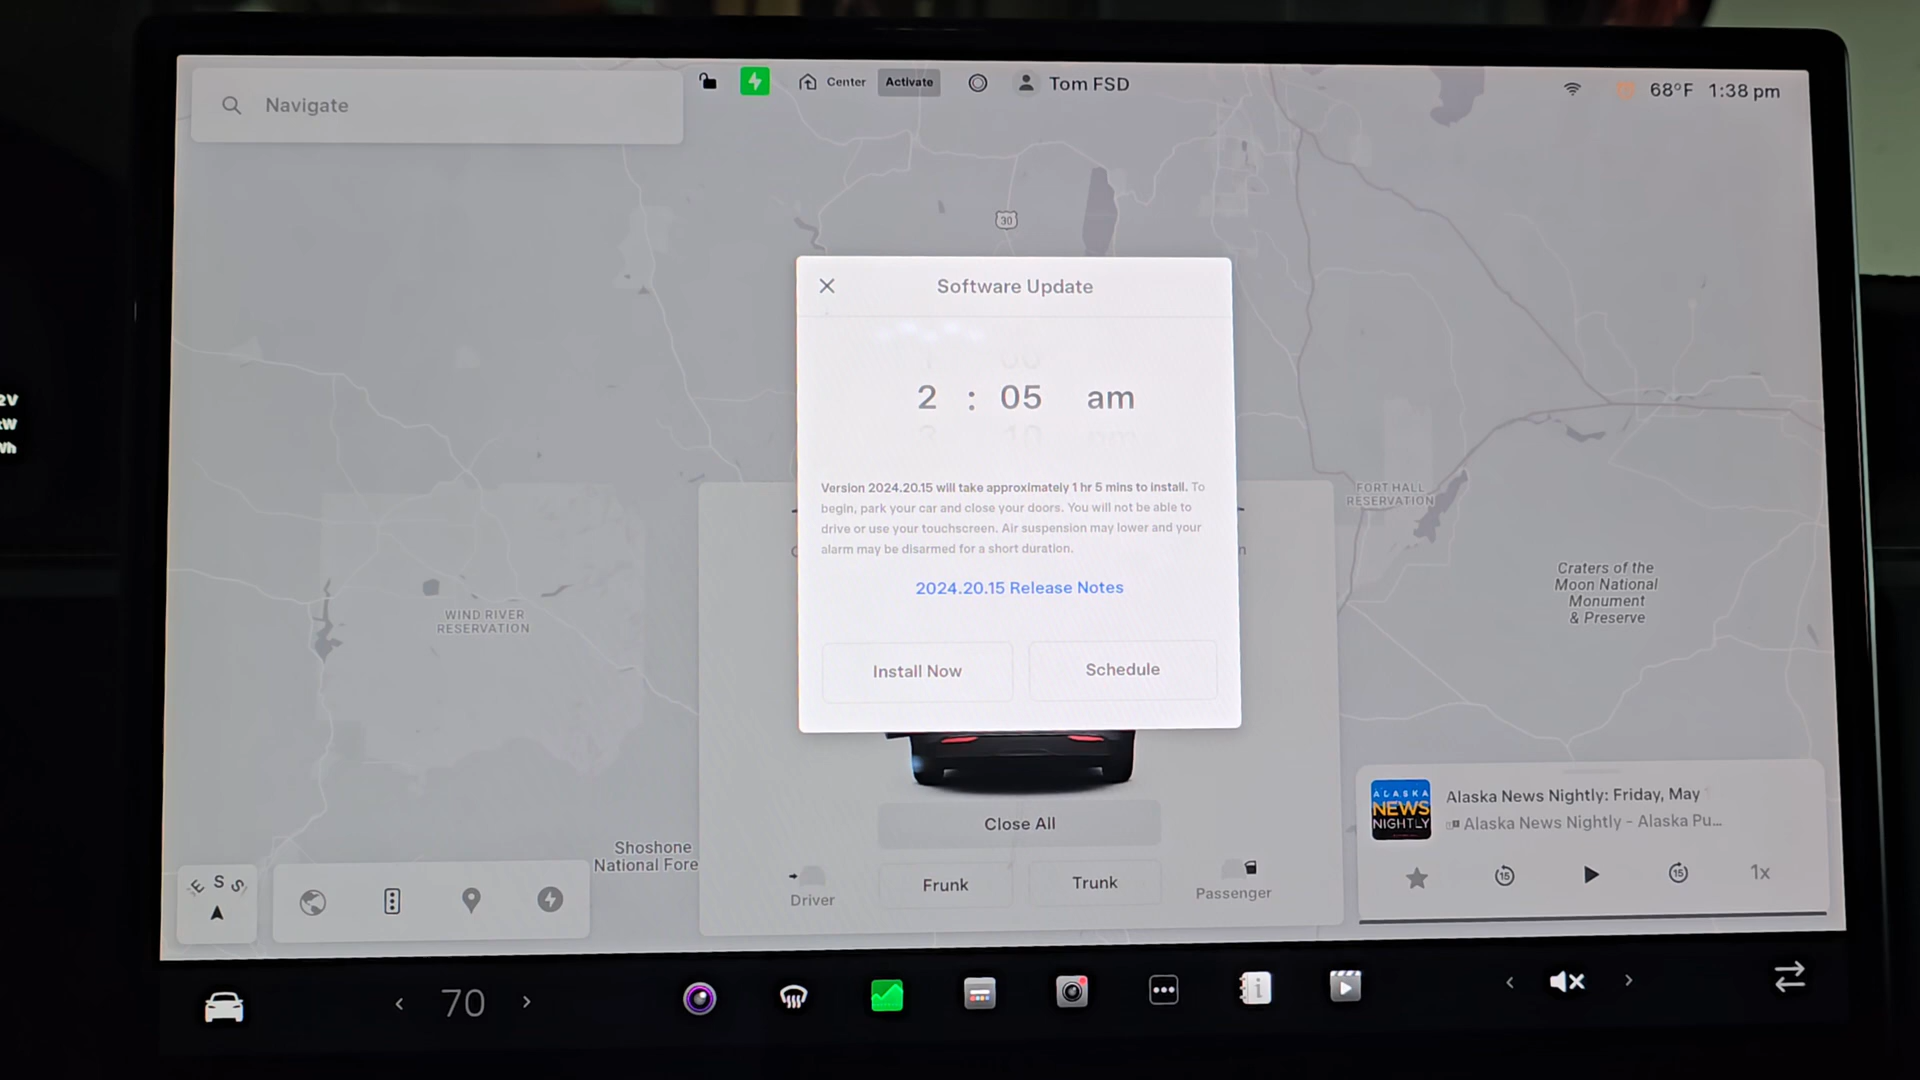 Navigate
Center
Activate
Tom FSD
68°F
1:38 pm
30
Software Update
2 : 05 am
Version 2024.20.15 will take approximately 1 hr 5 mins to install. To
begin, park your car and close your doors. You will not be able to
drive or use your touchscreen. Air suspension may lower and your
alarm may be disarmed for a short duration.
2024.20.15 Release Notes
Install Now
Schedule
FORT HALL
RESERVATION
Craters of the
Moon National
Monument
& Preserve
WIND RIVER
RESERVATION
Shoshone
National Fore
Close All
Driver
Frunk
Trunk
Passenger
ALASKA
NEWS
NIGHTLY
Alaska News Nightly: Friday, May
Alaska News Nightly - Alaska Pu...
15
15
1x
E S S
70